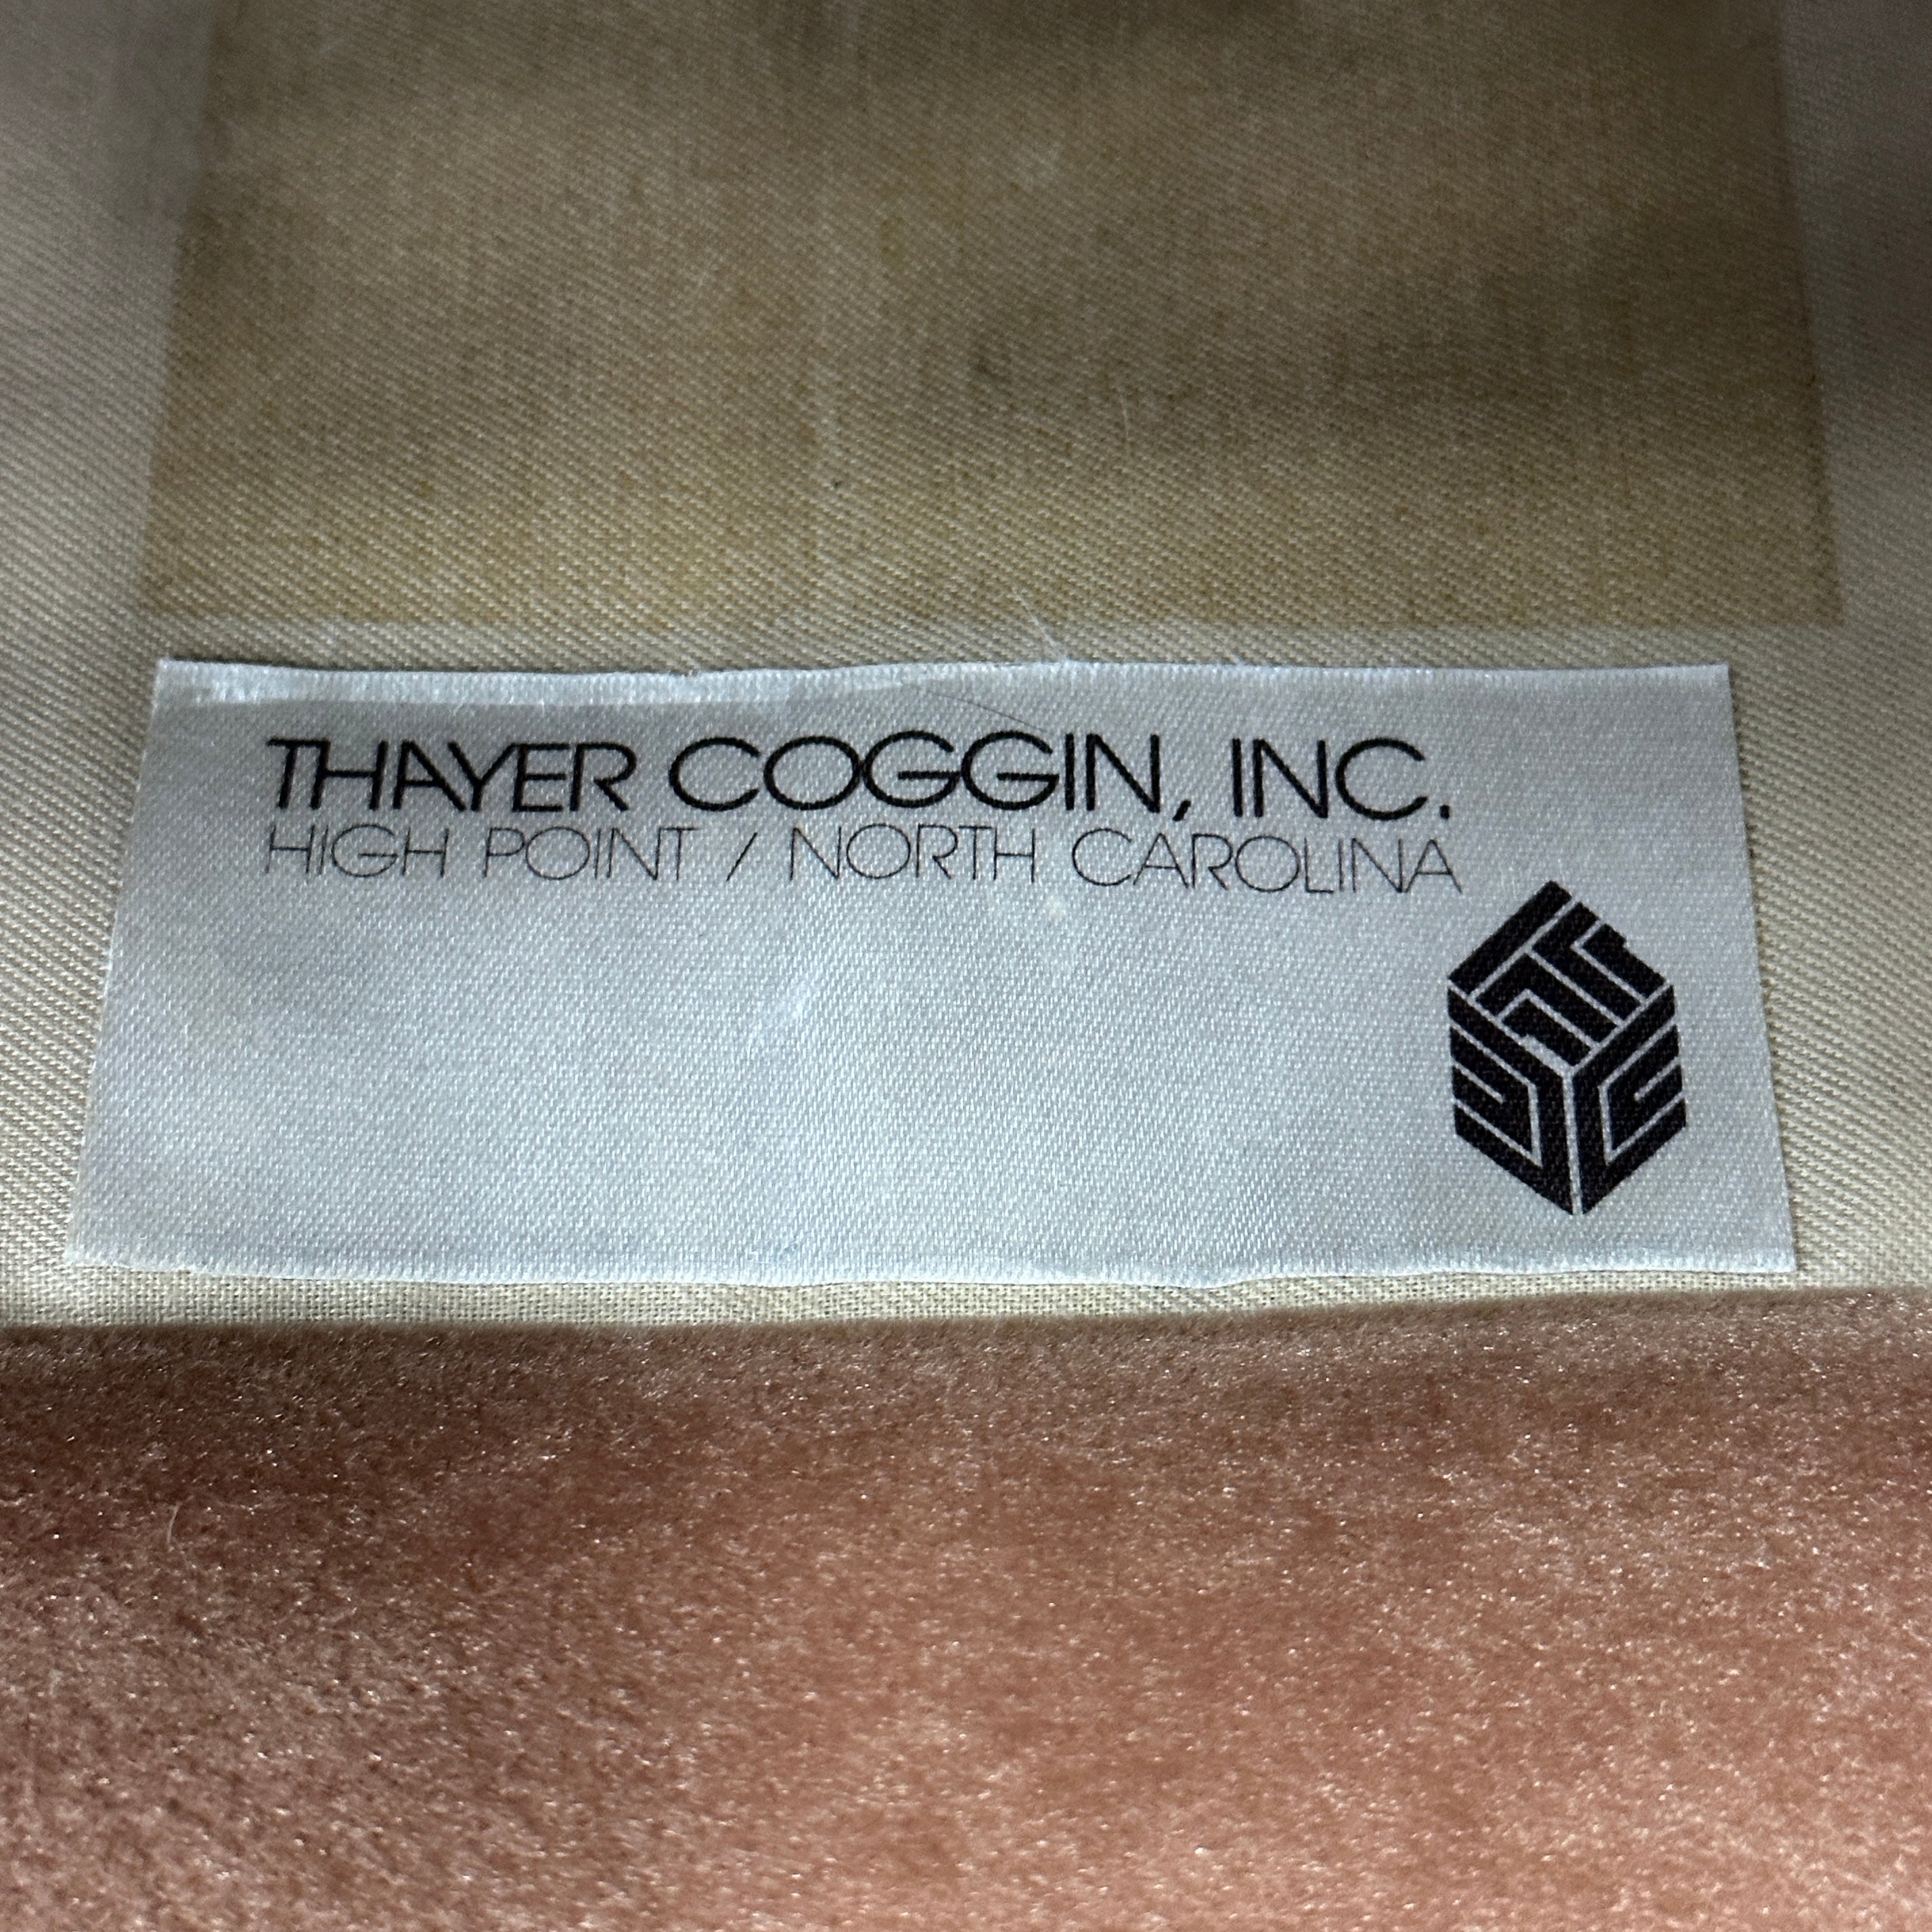 THAYER COGGIN, INC.
HIGH POINT / NORTH CAROLINA